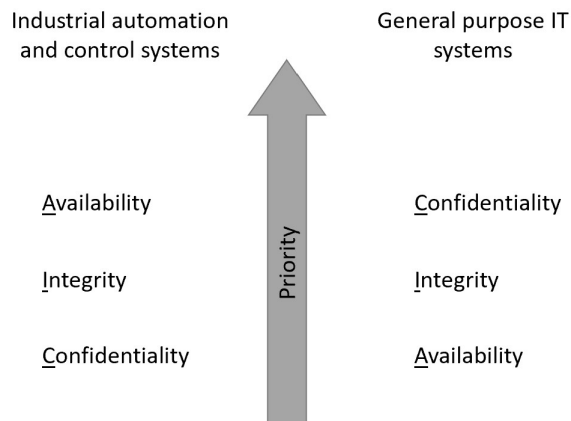 Industrial automation
and control systems
General purpose IT
systems
Availability
Integrity
Confidentiality
Priority
Confidentiality
Integrity
Availability